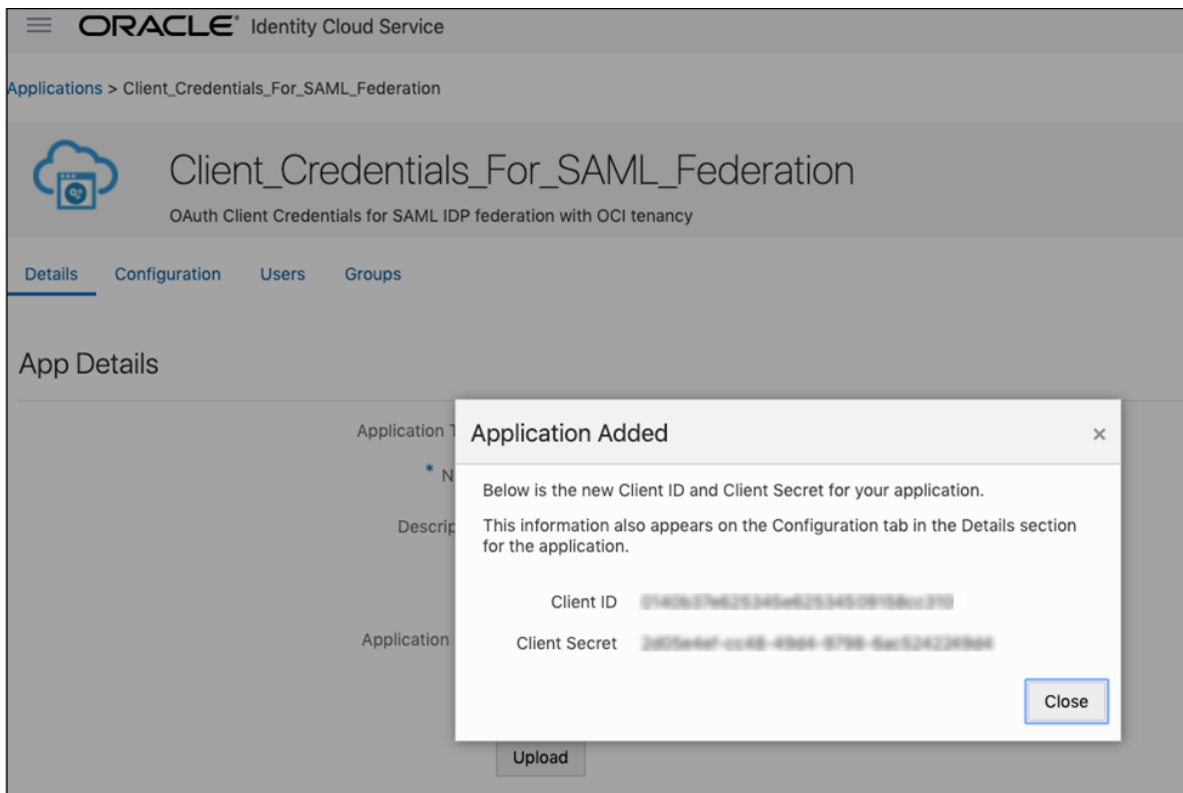 ORACLE® Identity Cloud Service
Applications > Client_Credentials_For_SAML_Federation
Client_Credentials_For_SAML_Federation
OAuth Client Credentials for SAML IDP federation with OCI tenancy
Details Configuration Users Groups
App Details
Application T
* N
Descrip
Application
Application Added ×
Below is the new Client ID and Client Secret for your application.
This information also appears on the Configuration tab in the Details section
for the application.
Client ID
Client Secret
Close
Upload